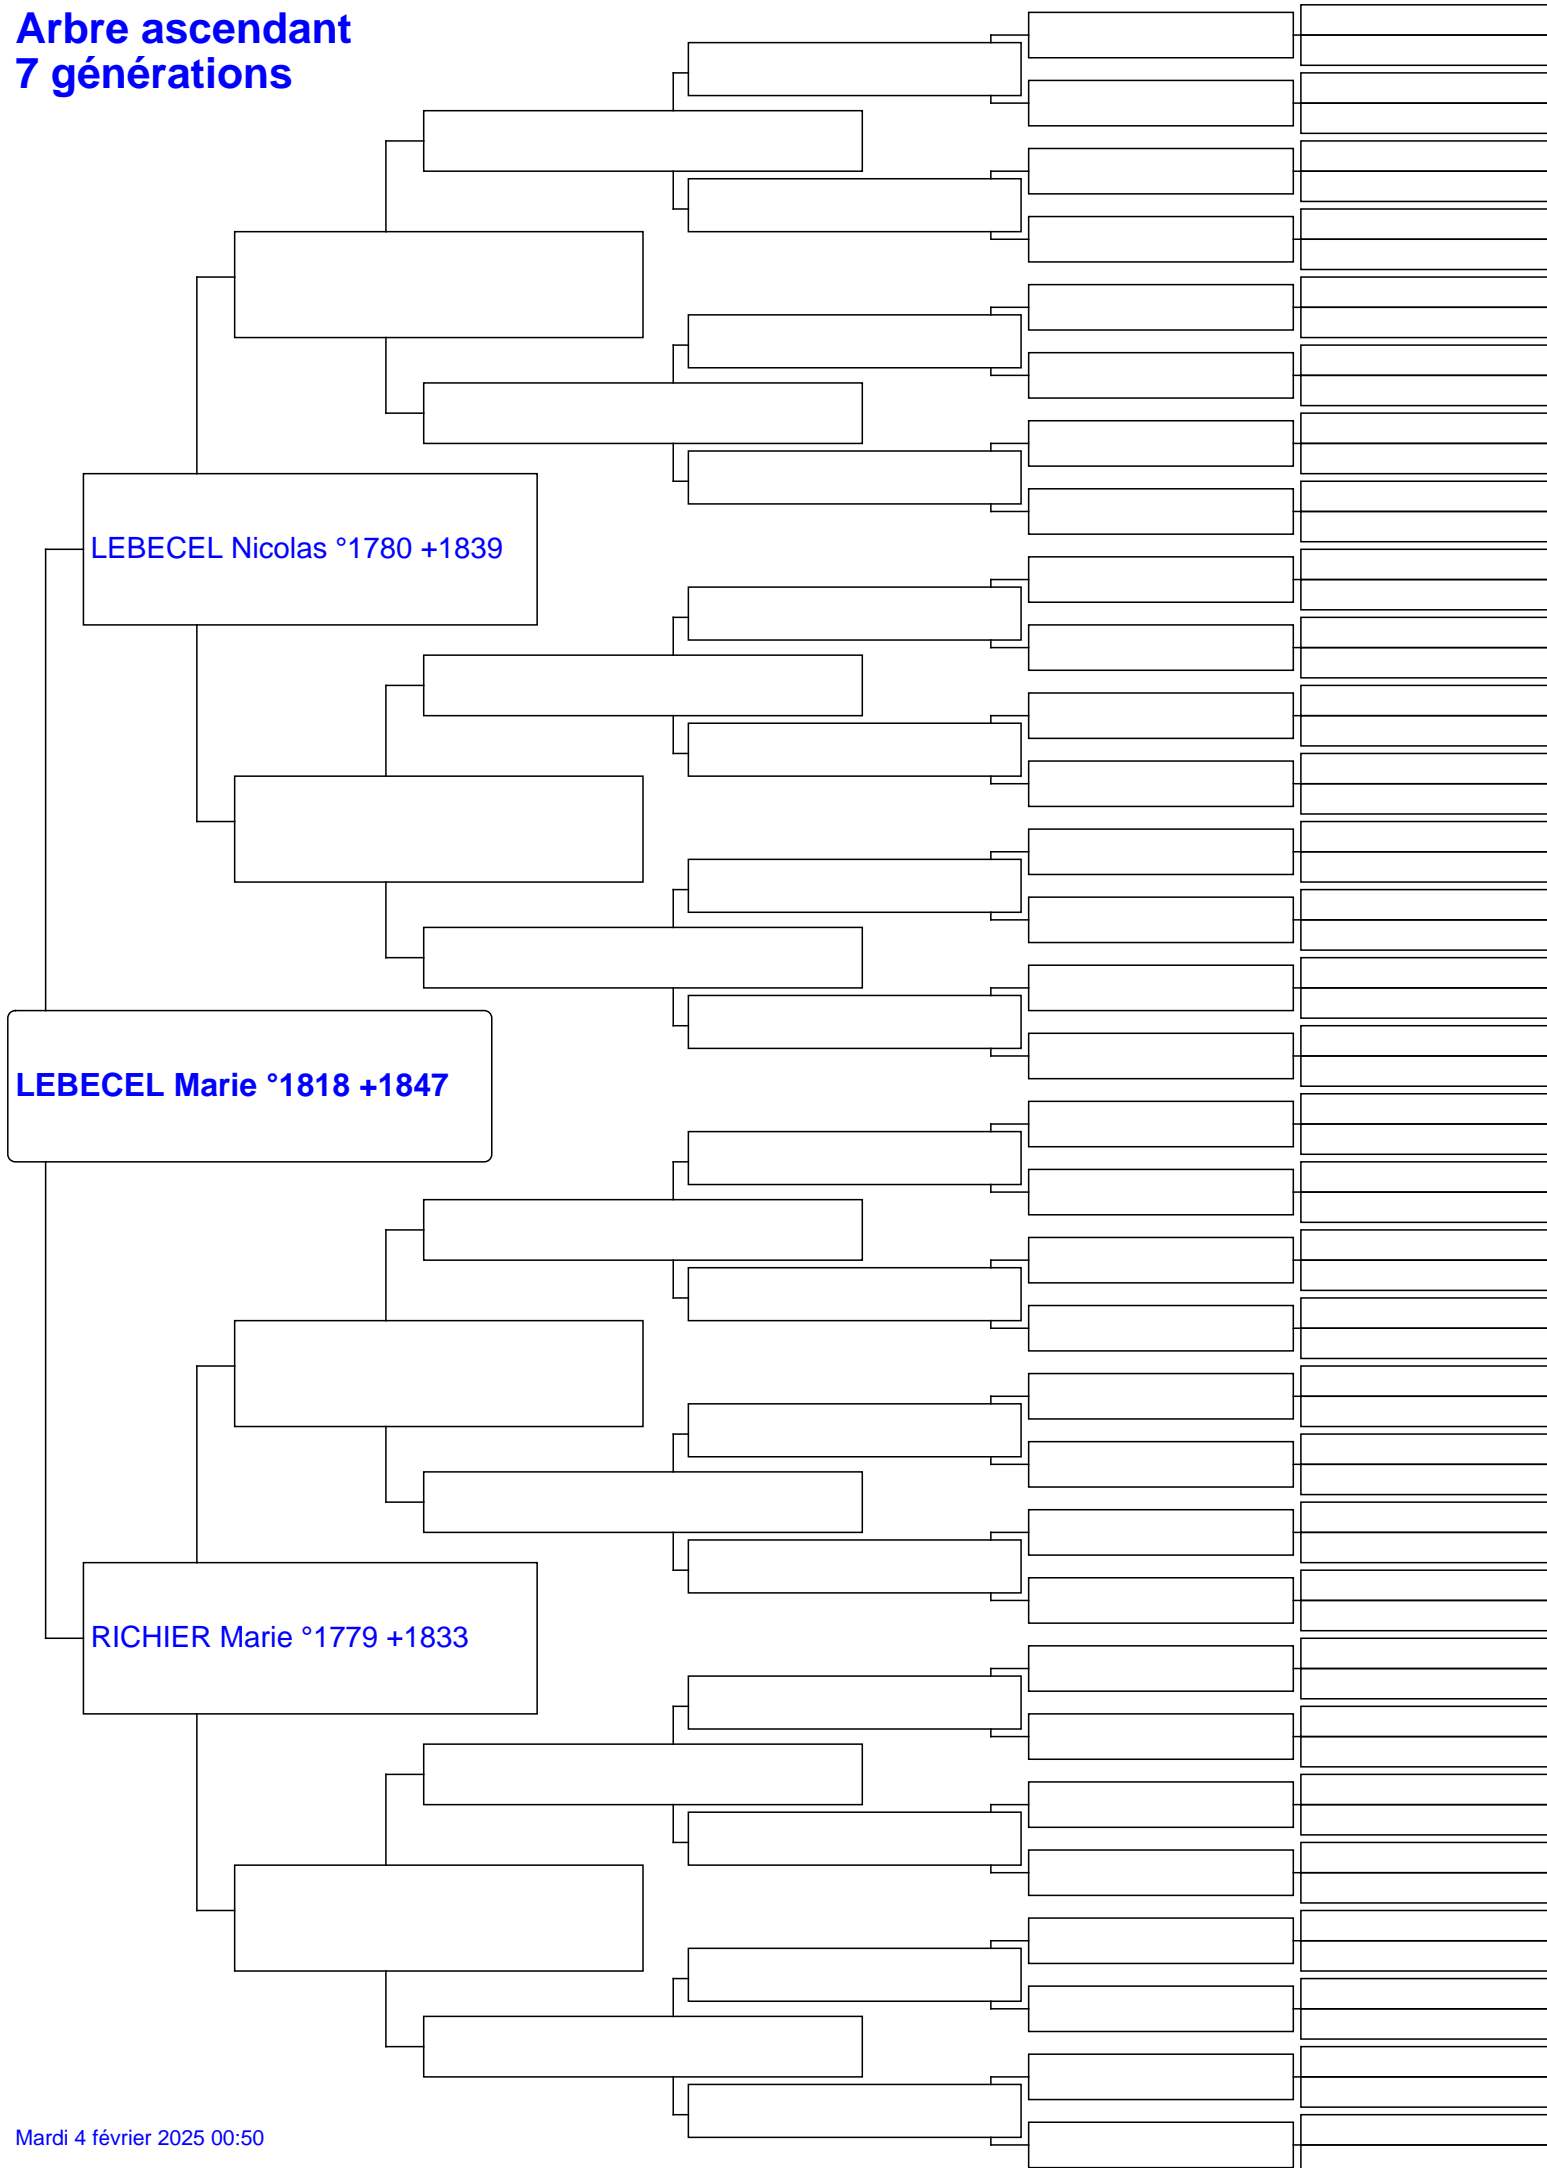 Arbre ascendant
7 générations
LEBECEL Nicolas °1780 +1839
LEBECEL Marie °1818 +1847
RICHIER Marie °1779 +1833
Mardi 4 février 2025 00:50